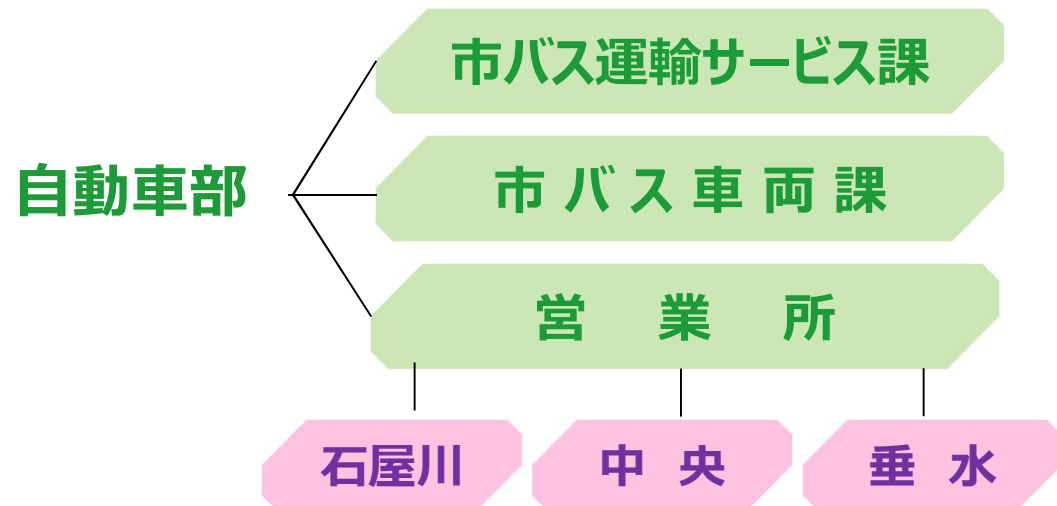 市バス運輸サービス課
自動車部
市バス車両課
営業所
石屋川
中央
垂水